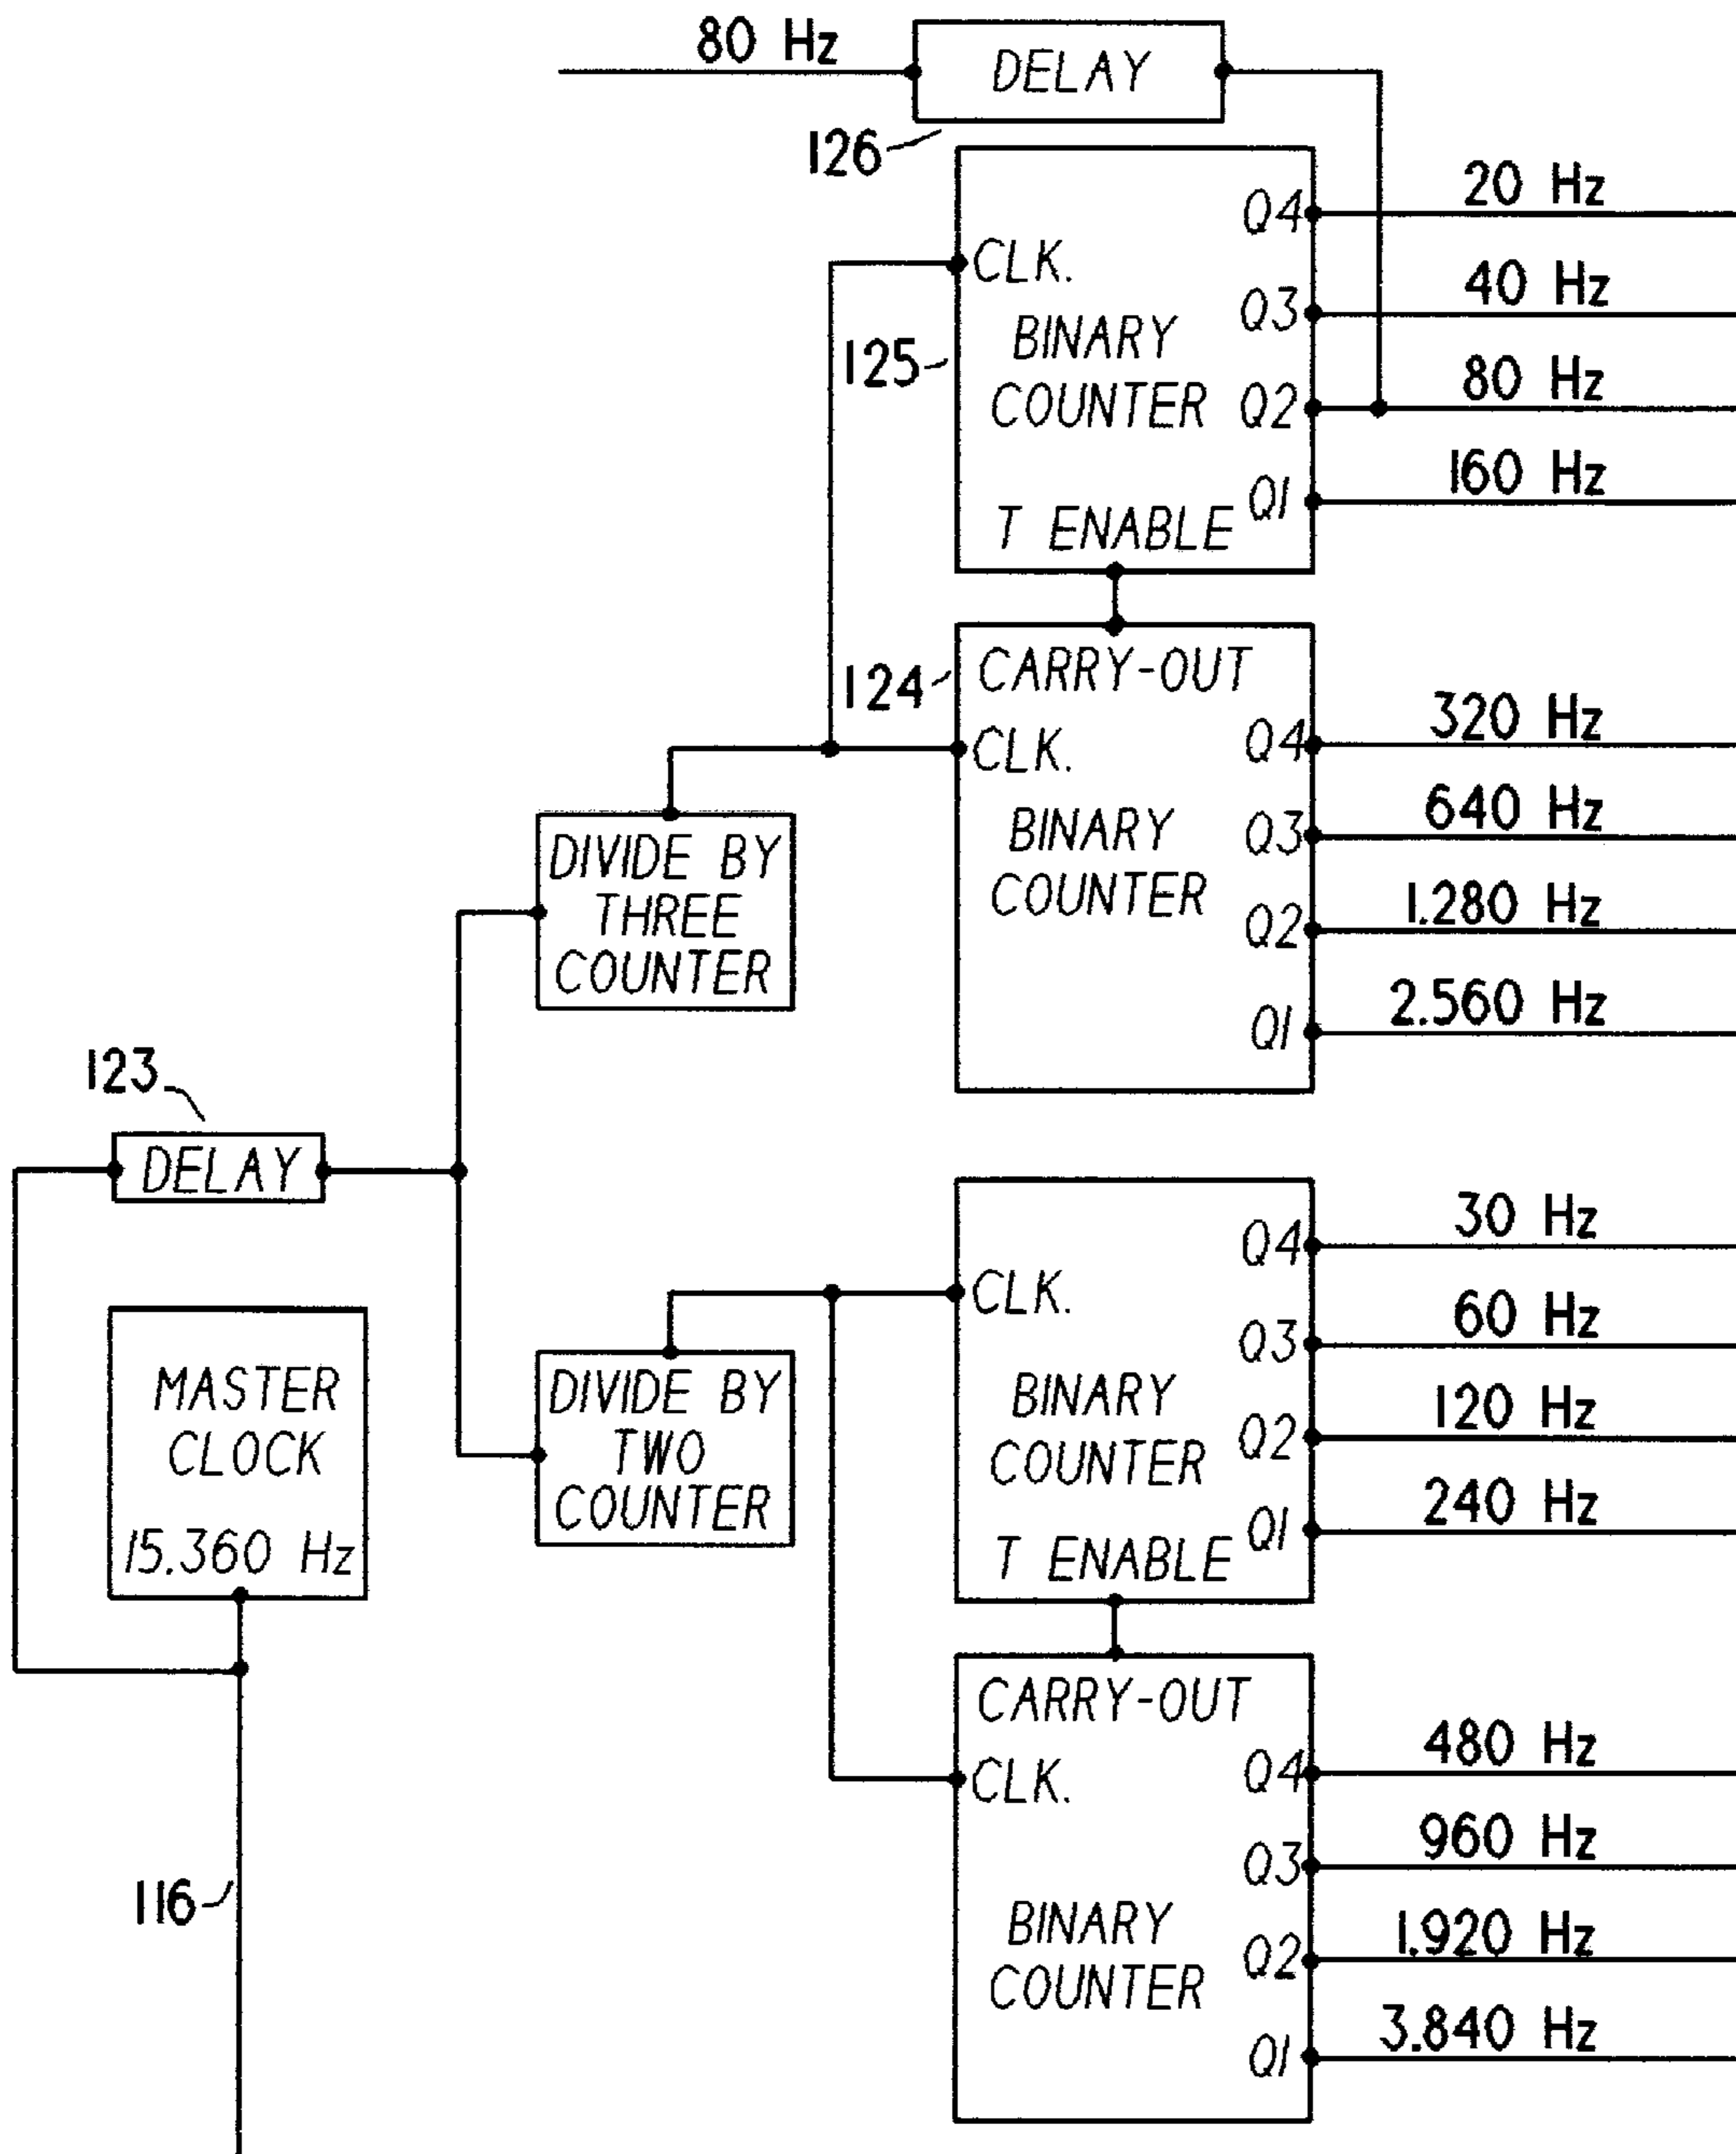 80 Hz
DELAY
126
20 Hz
Q4
CLK.
40 Hz
Q3
BINARY
125
80 Hz
COUNTER
Q2
160 Hz
Q1
T ENABLE
124
CARRY-OUT
320 Hz
Q4
CLK.
640 Hz
BINARY
Q3
DIVIDE BY
THREE
COUNTER
COUNTER
1.280 Hz
Q2
2.560 Hz
Q1
123
DELAY
30 Hz
Q4
CLK.
60 Hz
Q3
MASTER
CLOCK
15.360 Hz
DIVIDE BY
TWO
COUNTER
BINARY
COUNTER
120 Hz
Q2
240 Hz
Q1
T ENABLE
CARRY-OUT
480 Hz
Q4
CLK.
960 Hz
Q3
116
BINARY
COUNTER
1.920 Hz
Q2
3.840 Hz
Q1